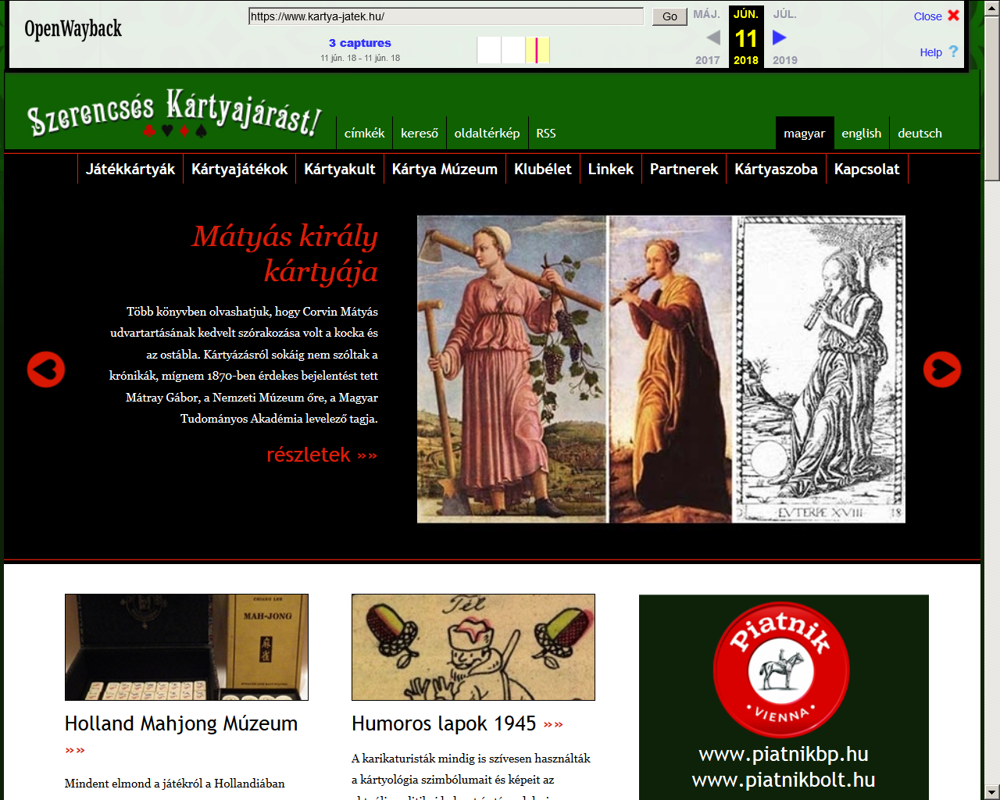 OpenWayback
https://www.kartya-jatek.hu/
Go
3 captures
11 jún. 18 - 11 jún. 18
MÁJ.
JÚN.
JÚL.
11
2017
2018
2019
Close
Help ?
Szerencsés Kártyajárást!
címkék
kereső
oldaltérkép
RSS
magyar
english
deutsch
Játékkártyák
Kártyajátékok
Kártyakult
Kártya Múzeum
Klubélet
Linkek
Partnerek
Kártyaszoba
Kapcsolat
Mátyás király
kártyája
Több könyvben olvashatjuk, hogy Corvin Mátyás
udvartartásának kedvelt szórakozása volt a kocka és
az ostábla. Kártyázásról sokáig nem szóltak a
krónikák, mígnem 1870-ben érdekes bejelentést tett
Mátray Gábor, a Nemzeti Múzeum őre, a Magyar
Tudományos Akadémia levelező tagja.
részletek »»
EVTERPE XVIII
18
MAH-JONG
Holland Mahjong Múzeum
»»
Mindent elmond a játékról a Hollandiában
Tél
Humoros lapok 1945 »»
A karikaturisták mindig is szívesen használták
a kártyológia szimbólumait és képeit az
Piatnik
VIENNA
www.piatnikbp.hu
www.piatnikbolt.hu